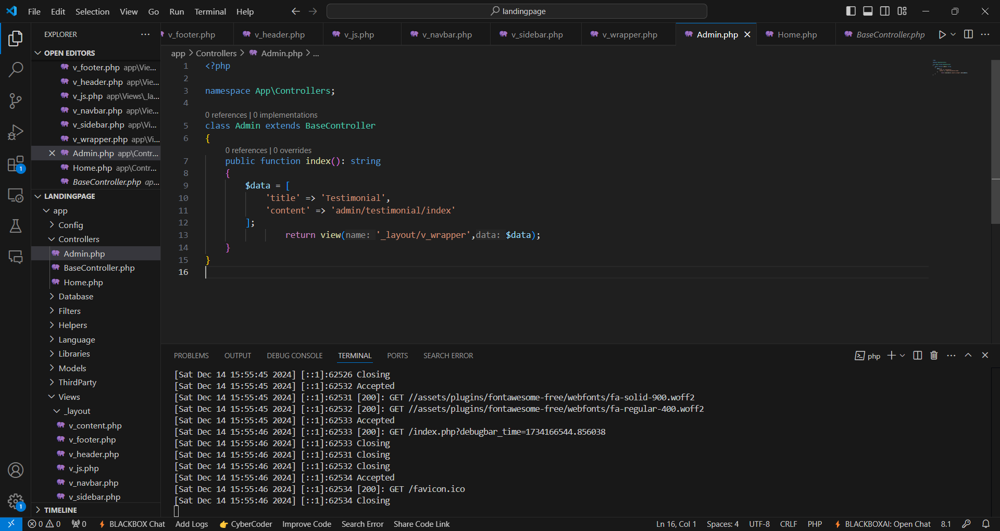 File Edit Selection View Go Run Terminal Help
landingpage
EXPLORER
v_footer.php v_header.php v_js.php v_navbar.php v_sidebar.php v_wrapper.php Admin.php Home.php BaseController.php
OPEN EDITORS
v_footer.php app\Vie...
v_header.php app\Vie...
v_js.php app\Views\_la...
v_navbar.php app\Vie...
v_sidebar.php app\Vi...
v_wrapper.php app\Vi...
Admin.php app\Contr...
Home.php app\Contr...
BaseController.php ap...
LANDINGPAGE
app
Config
Controllers
Admin.php
BaseController.php
Home.php
Database
Filters
Helpers
Language
Libraries
Models
ThirdParty
Views
_layout
v_content.php
v_footer.php
v_header.php
v_js.php
v_navbar.php
v_sidebar.php
TIMELINE
1
1
app > Controllers > Admin.php > ...
1 <?php
2
3 namespace App\Controllers;
4
0 references | 0 implementations
5 class Admin extends BaseController
6 {
0 references | 0 overrides
7 public function index(): string
8 {
9 $data = [
10 'title' => 'Testimonial',
11 'content' => 'admin/testimonial/index'
12 ];
13 return view(name: '_layout/v_wrapper',data: $data);
14 }
15 }
16
PROBLEMS OUTPUT DEBUG CONSOLE TERMINAL PORTS SEARCH ERROR
php
[Sat Dec 14 15:55:45 2024] [::1]:62526 Closing
[Sat Dec 14 15:55:45 2024] [::1]:62532 Accepted
[Sat Dec 14 15:55:45 2024] [::1]:62531 [200]: GET //assets/plugins/fontawesome-free/webfonts/fa-solid-900.woff2
[Sat Dec 14 15:55:45 2024] [::1]:62532 [200]: GET //assets/plugins/fontawesome-free/webfonts/fa-regular-400.woff2
[Sat Dec 14 15:55:45 2024] [::1]:62533 Accepted
[Sat Dec 14 15:55:46 2024] [::1]:62533 [200]: GET /index.php?debugbar_time=1734166544.856038
[Sat Dec 14 15:55:46 2024] [::1]:62533 Closing
[Sat Dec 14 15:55:46 2024] [::1]:62531 Closing
[Sat Dec 14 15:55:46 2024] [::1]:62532 Closing
[Sat Dec 14 15:55:46 2024] [::1]:62534 Accepted
[Sat Dec 14 15:55:46 2024] [::1]:62534 [200]: GET /favicon.ico
[Sat Dec 14 15:55:46 2024] [::1]:62534 Closing
0 0 0 BLACKBOX Chat Add Logs CyberCoder Improve Code Search Error Share Code Link Ln 16, Col 1 Spaces: 4 UTF-8 CRLF PHP BLACKBOXAI: Open Chat 8.1